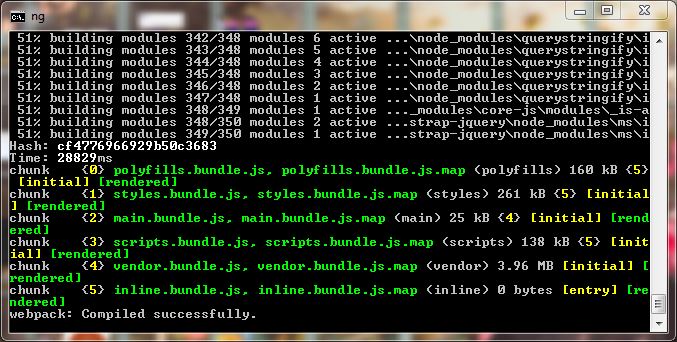 ng
51% building modules 342/348 modules 6 active ...\node_modules\querystringify\i
51% building modules 343/348 modules 5 active ...\node_modules\querystringify\i
51% building modules 344/348 modules 4 active ...\node_modules\querystringify\i
51% building modules 345/348 modules 3 active ...\node_modules\querystringify\i
51% building modules 346/348 modules 2 active ...\node_modules\querystringify\i
51% building modules 347/348 modules 1 active ...\node_modules\querystringify\i
51% building modules 348/349 modules 1 active ..._modules\core-js\modules\_is-a
51% building modules 348/350 modules 2 active ...strap-jquery\node_modules\ms\i
51% building modules 349/350 modules 1 active ...strap-jquery\node_modules\ms\i
Hash: cf4776966929b50c3683
Time: 28829ms
chunk {0} polyfills.bundle.js, polyfills.bundle.js.map (polyfills) 160 kB {5}
[initial] [rendered]
chunk {1} styles.bundle.js, styles.bundle.js.map (styles) 261 kB {5} [initial
] [rendered]
chunk {2} main.bundle.js, main.bundle.js.map (main) 25 kB {4} [initial] [rend
ered]
chunk {3} scripts.bundle.js, scripts.bundle.js.map (scripts) 138 kB {5} [init
ial] [rendered]
chunk {4} vendor.bundle.js, vendor.bundle.js.map (vendor) 3.96 MB [initial] [
rendered]
chunk {5} inline.bundle.js, inline.bundle.js.map (inline) 0 bytes [entry] [re
ndered]
webpack: Compiled successfully.